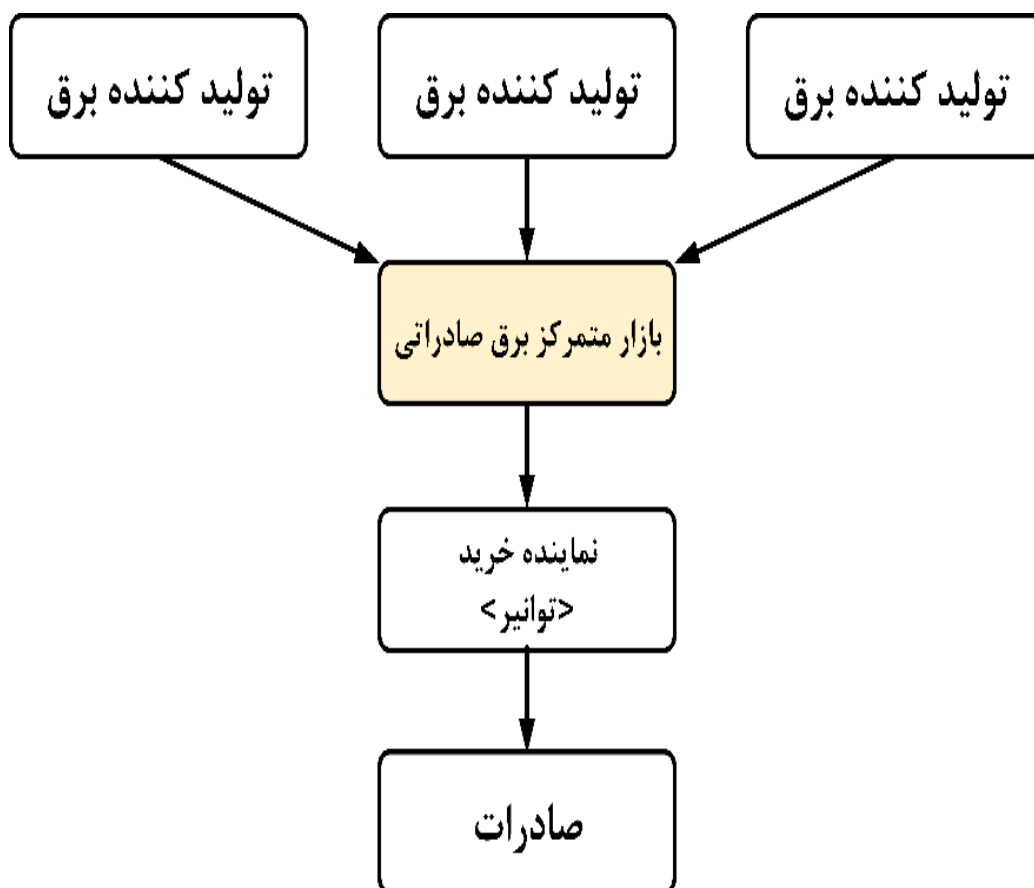 تولید کننده برق
تولید کننده برق
تولید کننده برق
بازار متمرکز برق صادراتی
نماینده خرید
<توانیر>
صادرات